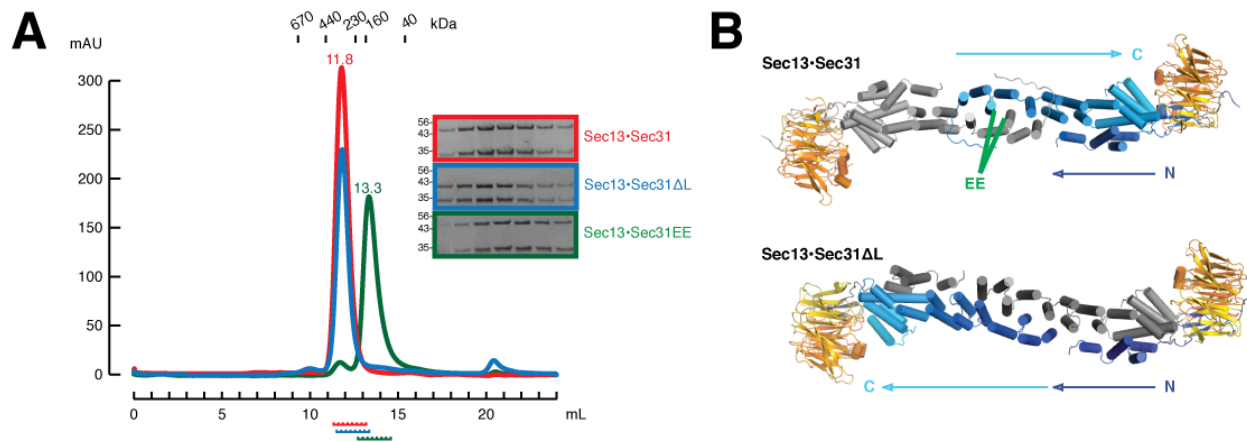 A
670 440 230 160 40 kDa
mAU
11.8
300
250
200
150
100
50
0
13.3
56
43
35
Sec13•Sec31
56
43
35
Sec13•Sec31ΔL
56
43
35
Sec13•Sec31EE
0 5 10 15 20 mL
B
Sec13•Sec31
C
EE
N
Sec13•Sec31ΔL
C
N